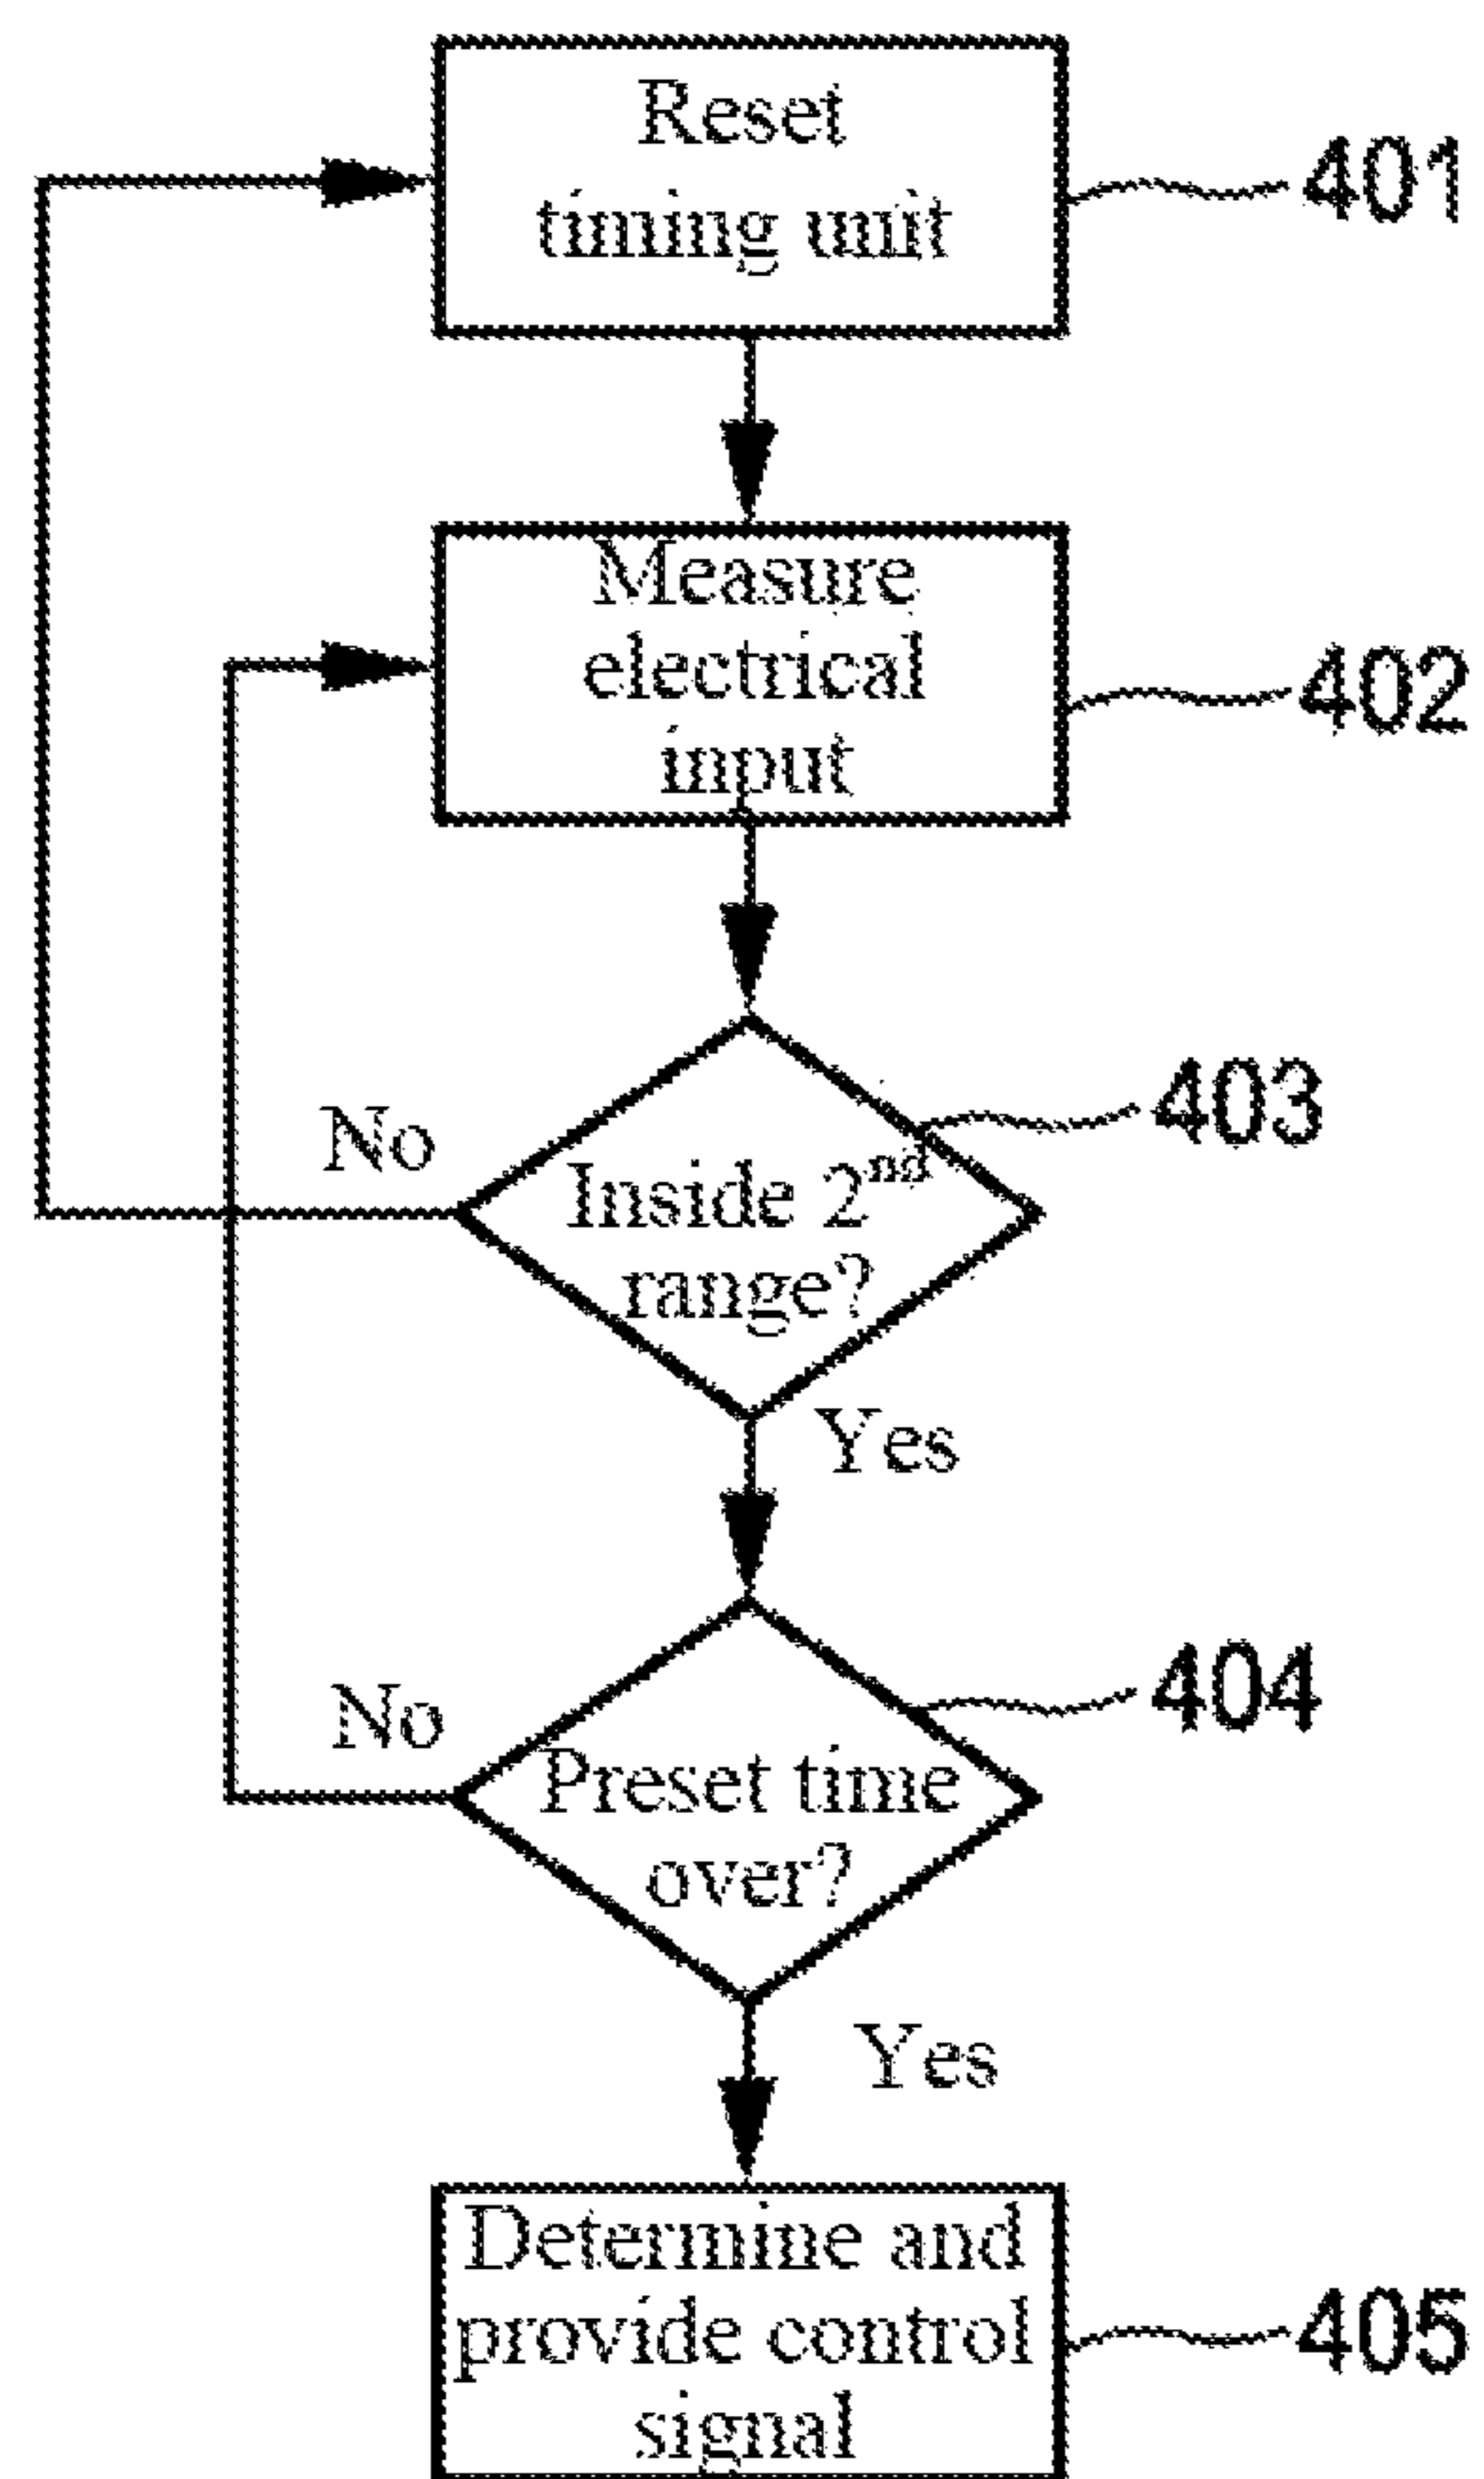 Reset
timing unit
401
Measure
electrical
input
402
403
No
Inside 2nd
range?
Yes
404
No
Preset time
over?
Yes
Determine and
provide control
signal
405